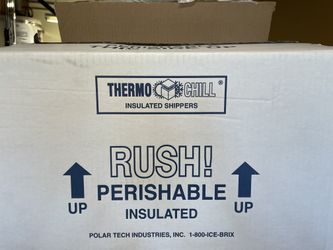 THERMO CHILL®
INSULATED SHIPPERS
RUSH!
PERISHABLE
UP INSULATED UP
POLAR TECH INDUSTRIES, INC. 1-800-ICE-BRIX